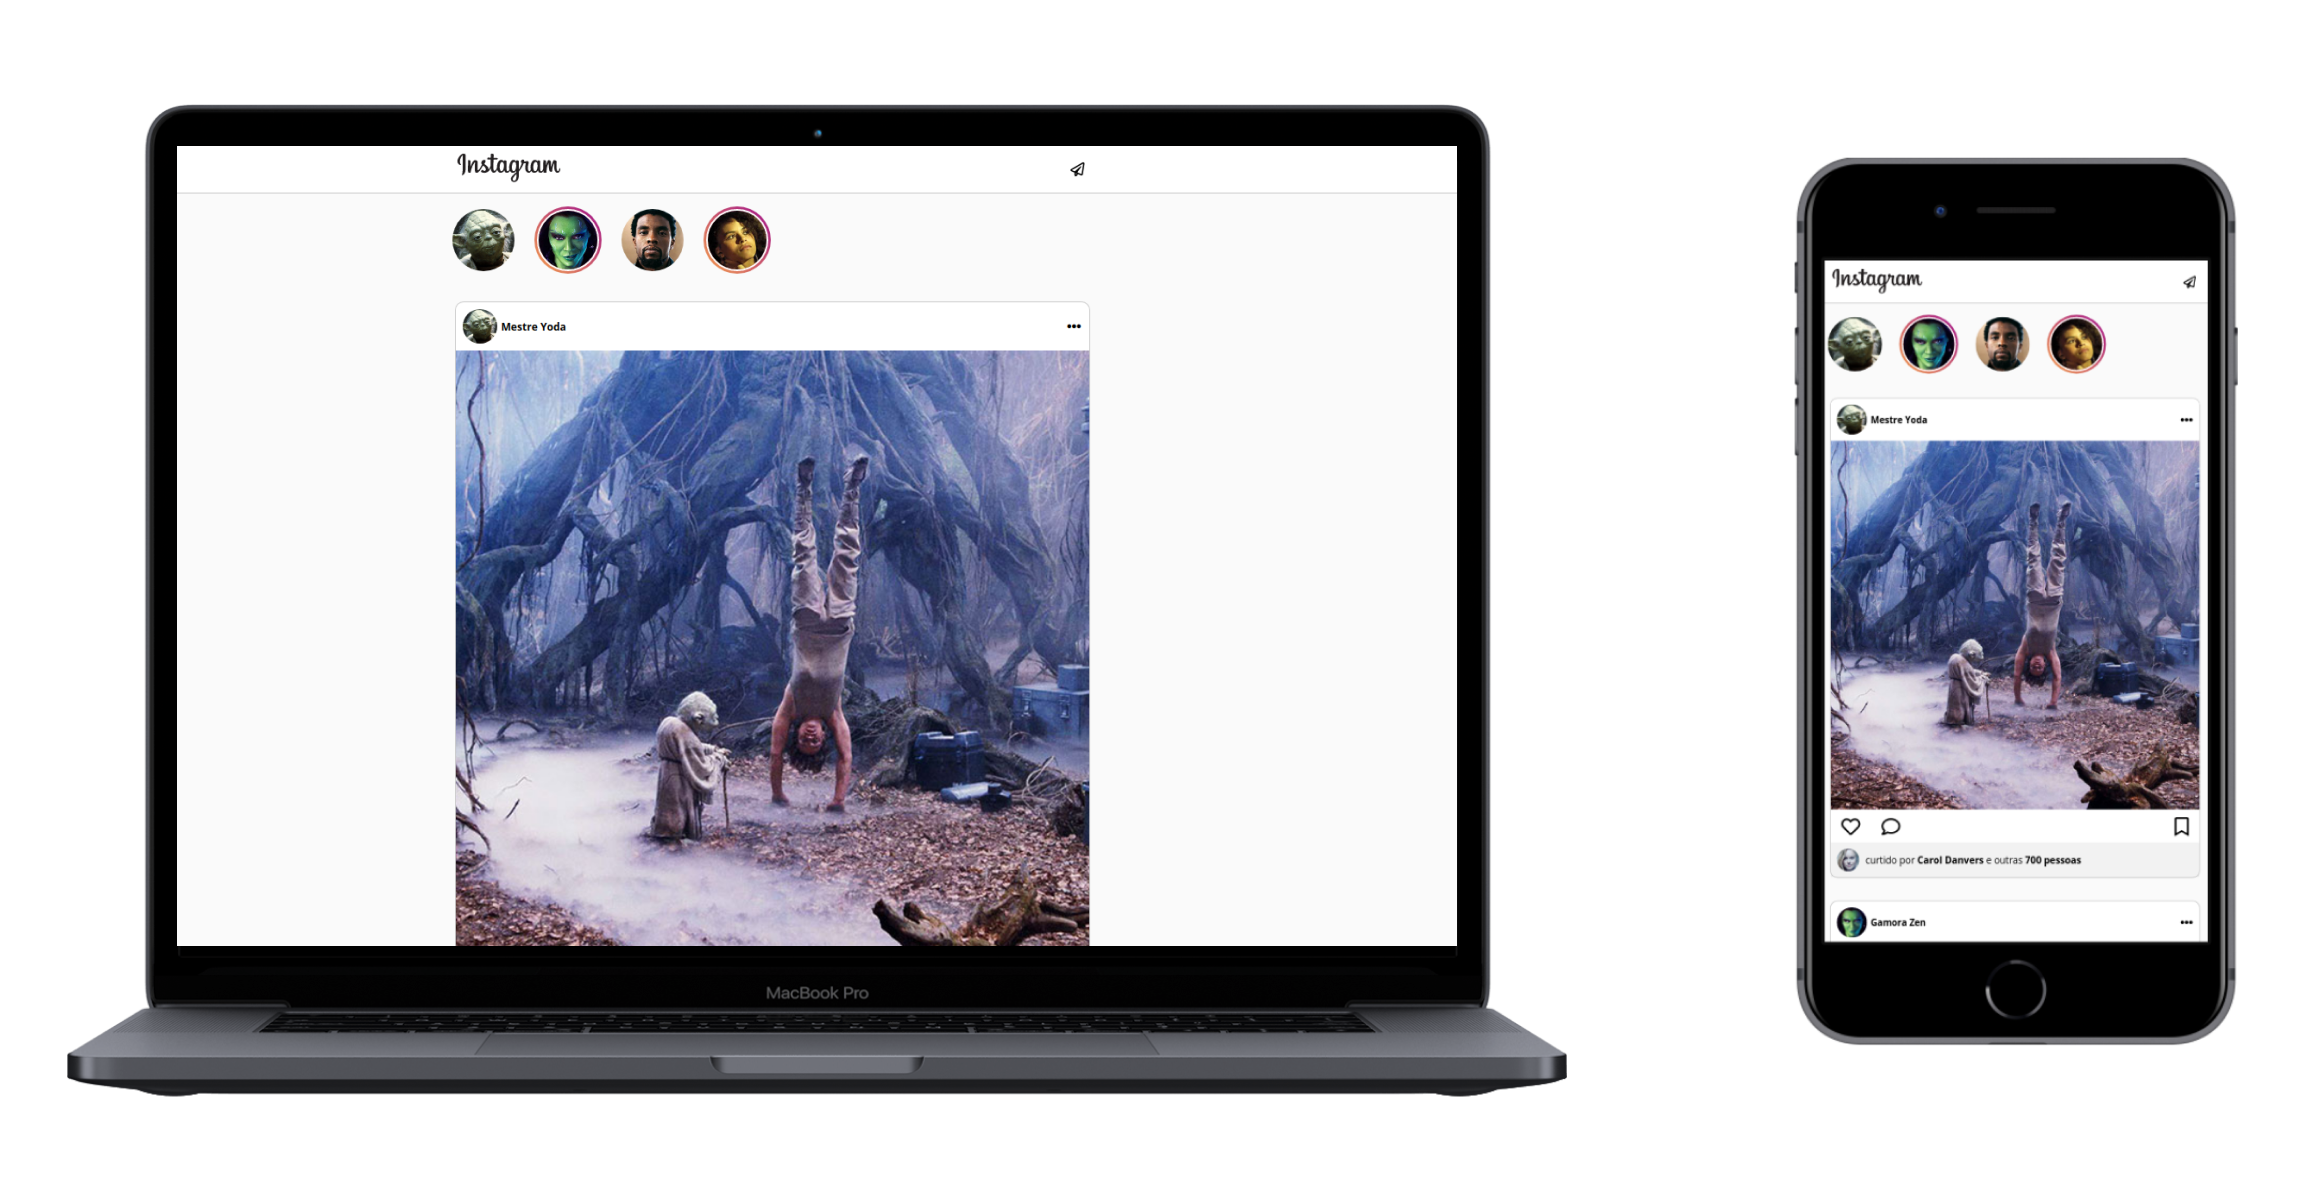 Instagram
Mestre Yoda
MacBook Pro
Instagram
Mestre Yoda
curtido por Carol Danvers e outras 700 pessoas
Gamora Zen